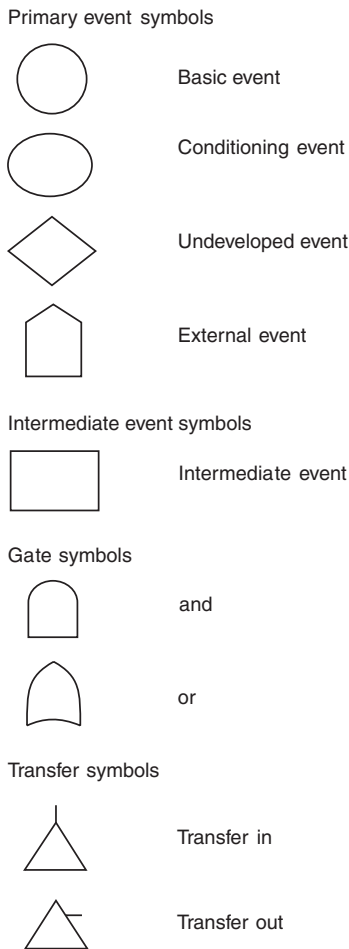 Primary event symbols
Basic event
Conditioning event
Undeveloped event
External event
Intermediate event symbols
Intermediate event
Gate symbols
and
or
Transfer symbols
Transfer in
Transfer out